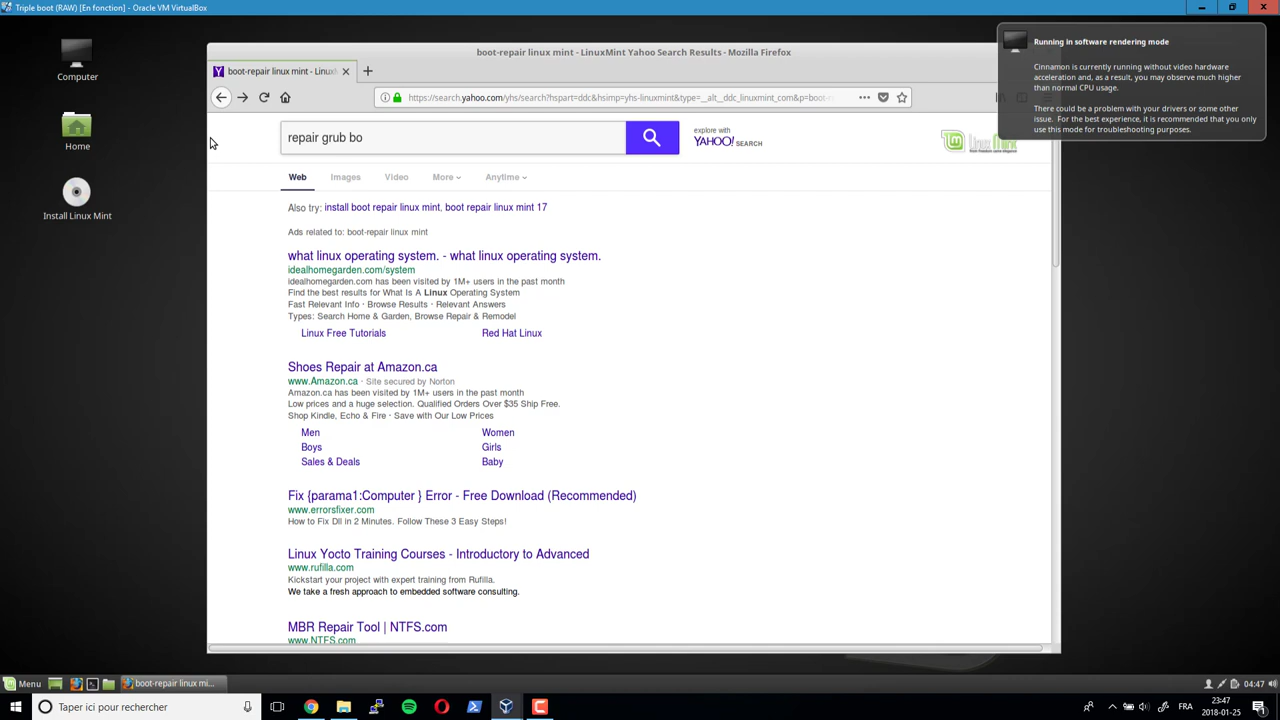 Triple boot (RAW) [En fonction] - Oracle VM VirtualBox
Computer
Home
Install Linux Mint
boot-repair linux mint - LinuxMint Yahoo Search Results - Mozilla Firefox
boot-repair linux mint - Linux
https://search.yahoo.com/yhs/search?hspart=ddc&hsimp=yhs-linuxmint&type=__alt__ddc_linuxmint_com&p=boot-r
repair grub bo
explore with
YAHOO! SEARCH
Running in software rendering mode
Cinnamon is currently running without video hardware
acceleration and, as a result, you may observe much higher
than normal CPU usage.
There could be a problem with your drivers or some other
issue. For the best experience, it is recommended that you only
use this mode for troubleshooting purposes.
Web
Images
Video
More
Anytime
Also try: install boot repair linux mint, boot repair linux mint 17
Ads related to: boot-repair linux mint
what linux operating system. - what linux operating system.
idealhomegarden.com/system
idealhomegarden.com has been visited by 1M+ users in the past month
Find the best results for What Is A Linux Operating System
Fast Relevant Info · Browse Results · Relevant Answers
Types: Search Home & Garden, Browse Repair & Remodel
Linux Free Tutorials
Red Hat Linux
Shoes Repair at Amazon.ca
www.Amazon.ca · Site secured by Norton
Amazon.ca has been visited by 1M+ users in the past month
Low prices and a huge selection. Qualified Orders Over $35 Ship Free.
Shop Kindle, Echo & Fire · Save with Our Low Prices
Men
Women
Boys
Girls
Sales & Deals
Baby
Fix {parama1:Computer } Error - Free Download (Recommended)
www.errorsfixer.com
How to Fix Dll in 2 Minutes. Follow These 3 Easy Steps!
Linux Yocto Training Courses - Introductory to Advanced
www.rufilla.com
Kickstart your project with expert training from Rufilla.
We take a fresh approach to embedded software consulting.
MBR Repair Tool | NTFS.com
www.NTFS.com
Menu
boot-repair linux mi...
04:47
Taper ici pour rechercher
FRA
23:47
2018-01-25